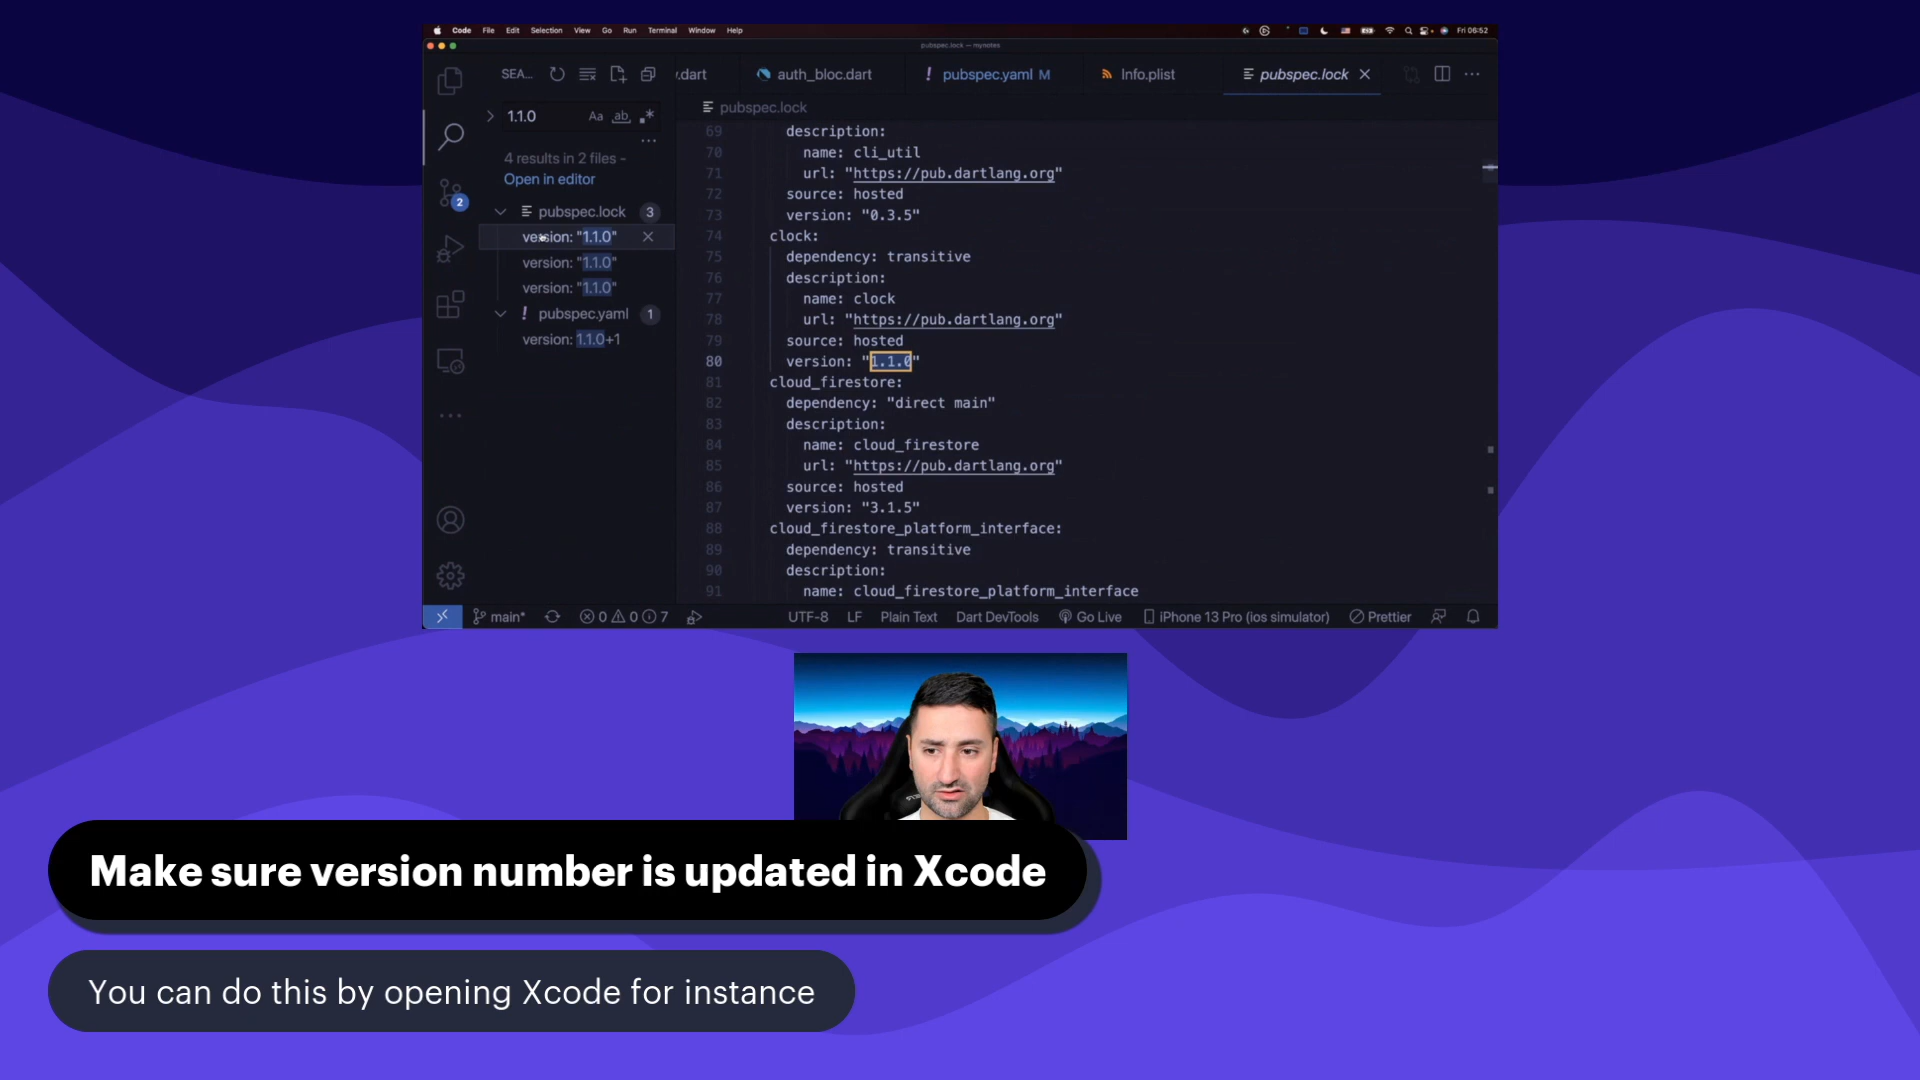 Code File Edit Selection View Go Run Terminal Window Help
Fri 06:52
pubspec.lock — mynotes
SEA...
.dart
auth_bloc.dart
! pubspec.yaml M
Info.plist
pubspec.lock
1.1.0
Aa ab
4 results in 2 files -
Open in editor
pubspec.lock 3
version: "1.1.0"
version: "1.1.0"
version: "1.1.0"
! pubspec.yaml 1
version: 1.1.0+1
2
pubspec.lock
69 description:
70 name: cli_util
71 url: "https://pub.dartlang.org"
72 source: hosted
73 version: "0.3.5"
74 clock:
75 dependency: transitive
76 description:
77 name: clock
78 url: "https://pub.dartlang.org"
79 source: hosted
80 version: "1.1.0"
81 cloud_firestore:
82 dependency: "direct main"
83 description:
84 name: cloud_firestore
85 url: "https://pub.dartlang.org"
86 source: hosted
87 version: "3.1.5"
88 cloud_firestore_platform_interface:
89 dependency: transitive
90 description:
91 name: cloud_firestore_platform_interface
main* 0 0 7 UTF-8 LF Plain Text Dart DevTools Go Live iPhone 13 Pro (ios simulator) Prettier
Make sure version number is updated in Xcode
You can do this by opening Xcode for instance